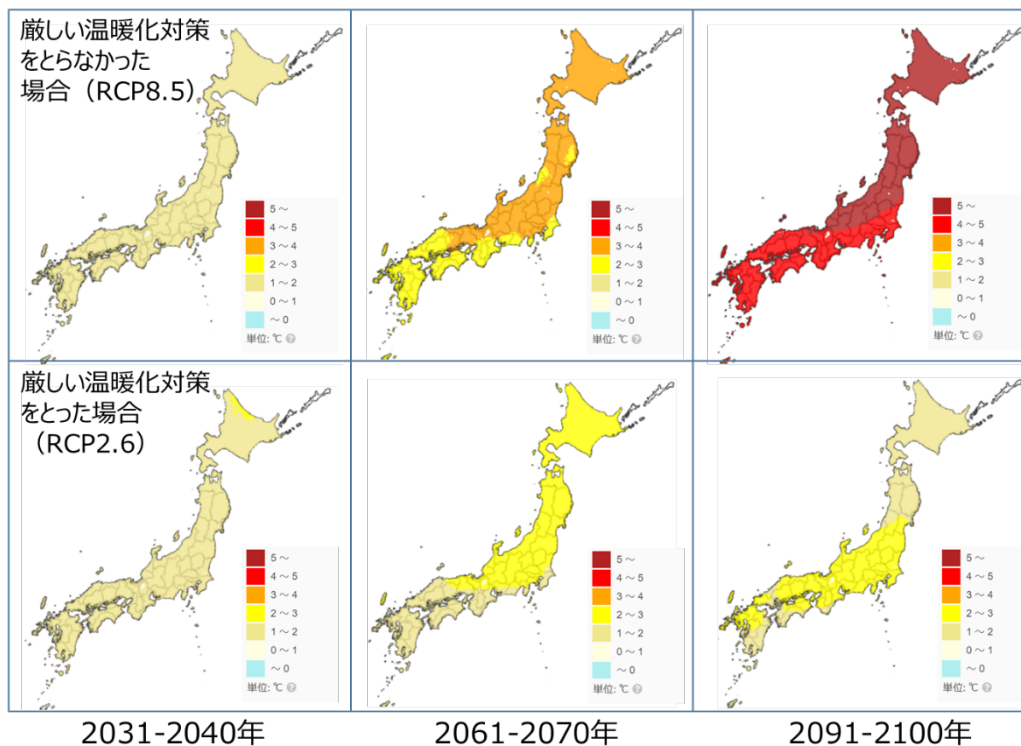 厳しい温暖化対策
をとらなかった
場合（RCP8.5）
5～
4～5
3～4
2～3
1～2
0～1
～0
単位: ℃ ?
5～
4～5
3～4
2～3
1～2
0～1
～0
単位: ℃ ?
5～
4～5
3～4
2～3
1～2
0～1
～0
単位: ℃ ?
厳しい温暖化対策
をとった場合
（RCP2.6）
5～
4～5
3～4
2～3
1～2
0～1
～0
単位: ℃ ?
5～
4～5
3～4
2～3
1～2
0～1
～0
単位: ℃ ?
5～
4～5
3～4
2～3
1～2
0～1
～0
単位: ℃ ?
2031-2040年
2061-2070年
2091-2100年